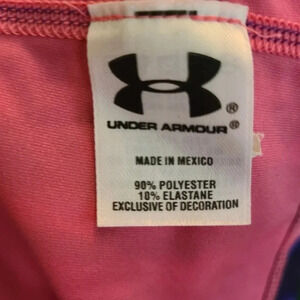 ®
UNDER ARMOUR®
MADE IN MEXICO
90% POLYESTER
10% ELASTANE
EXCLUSIVE OF DECORATION